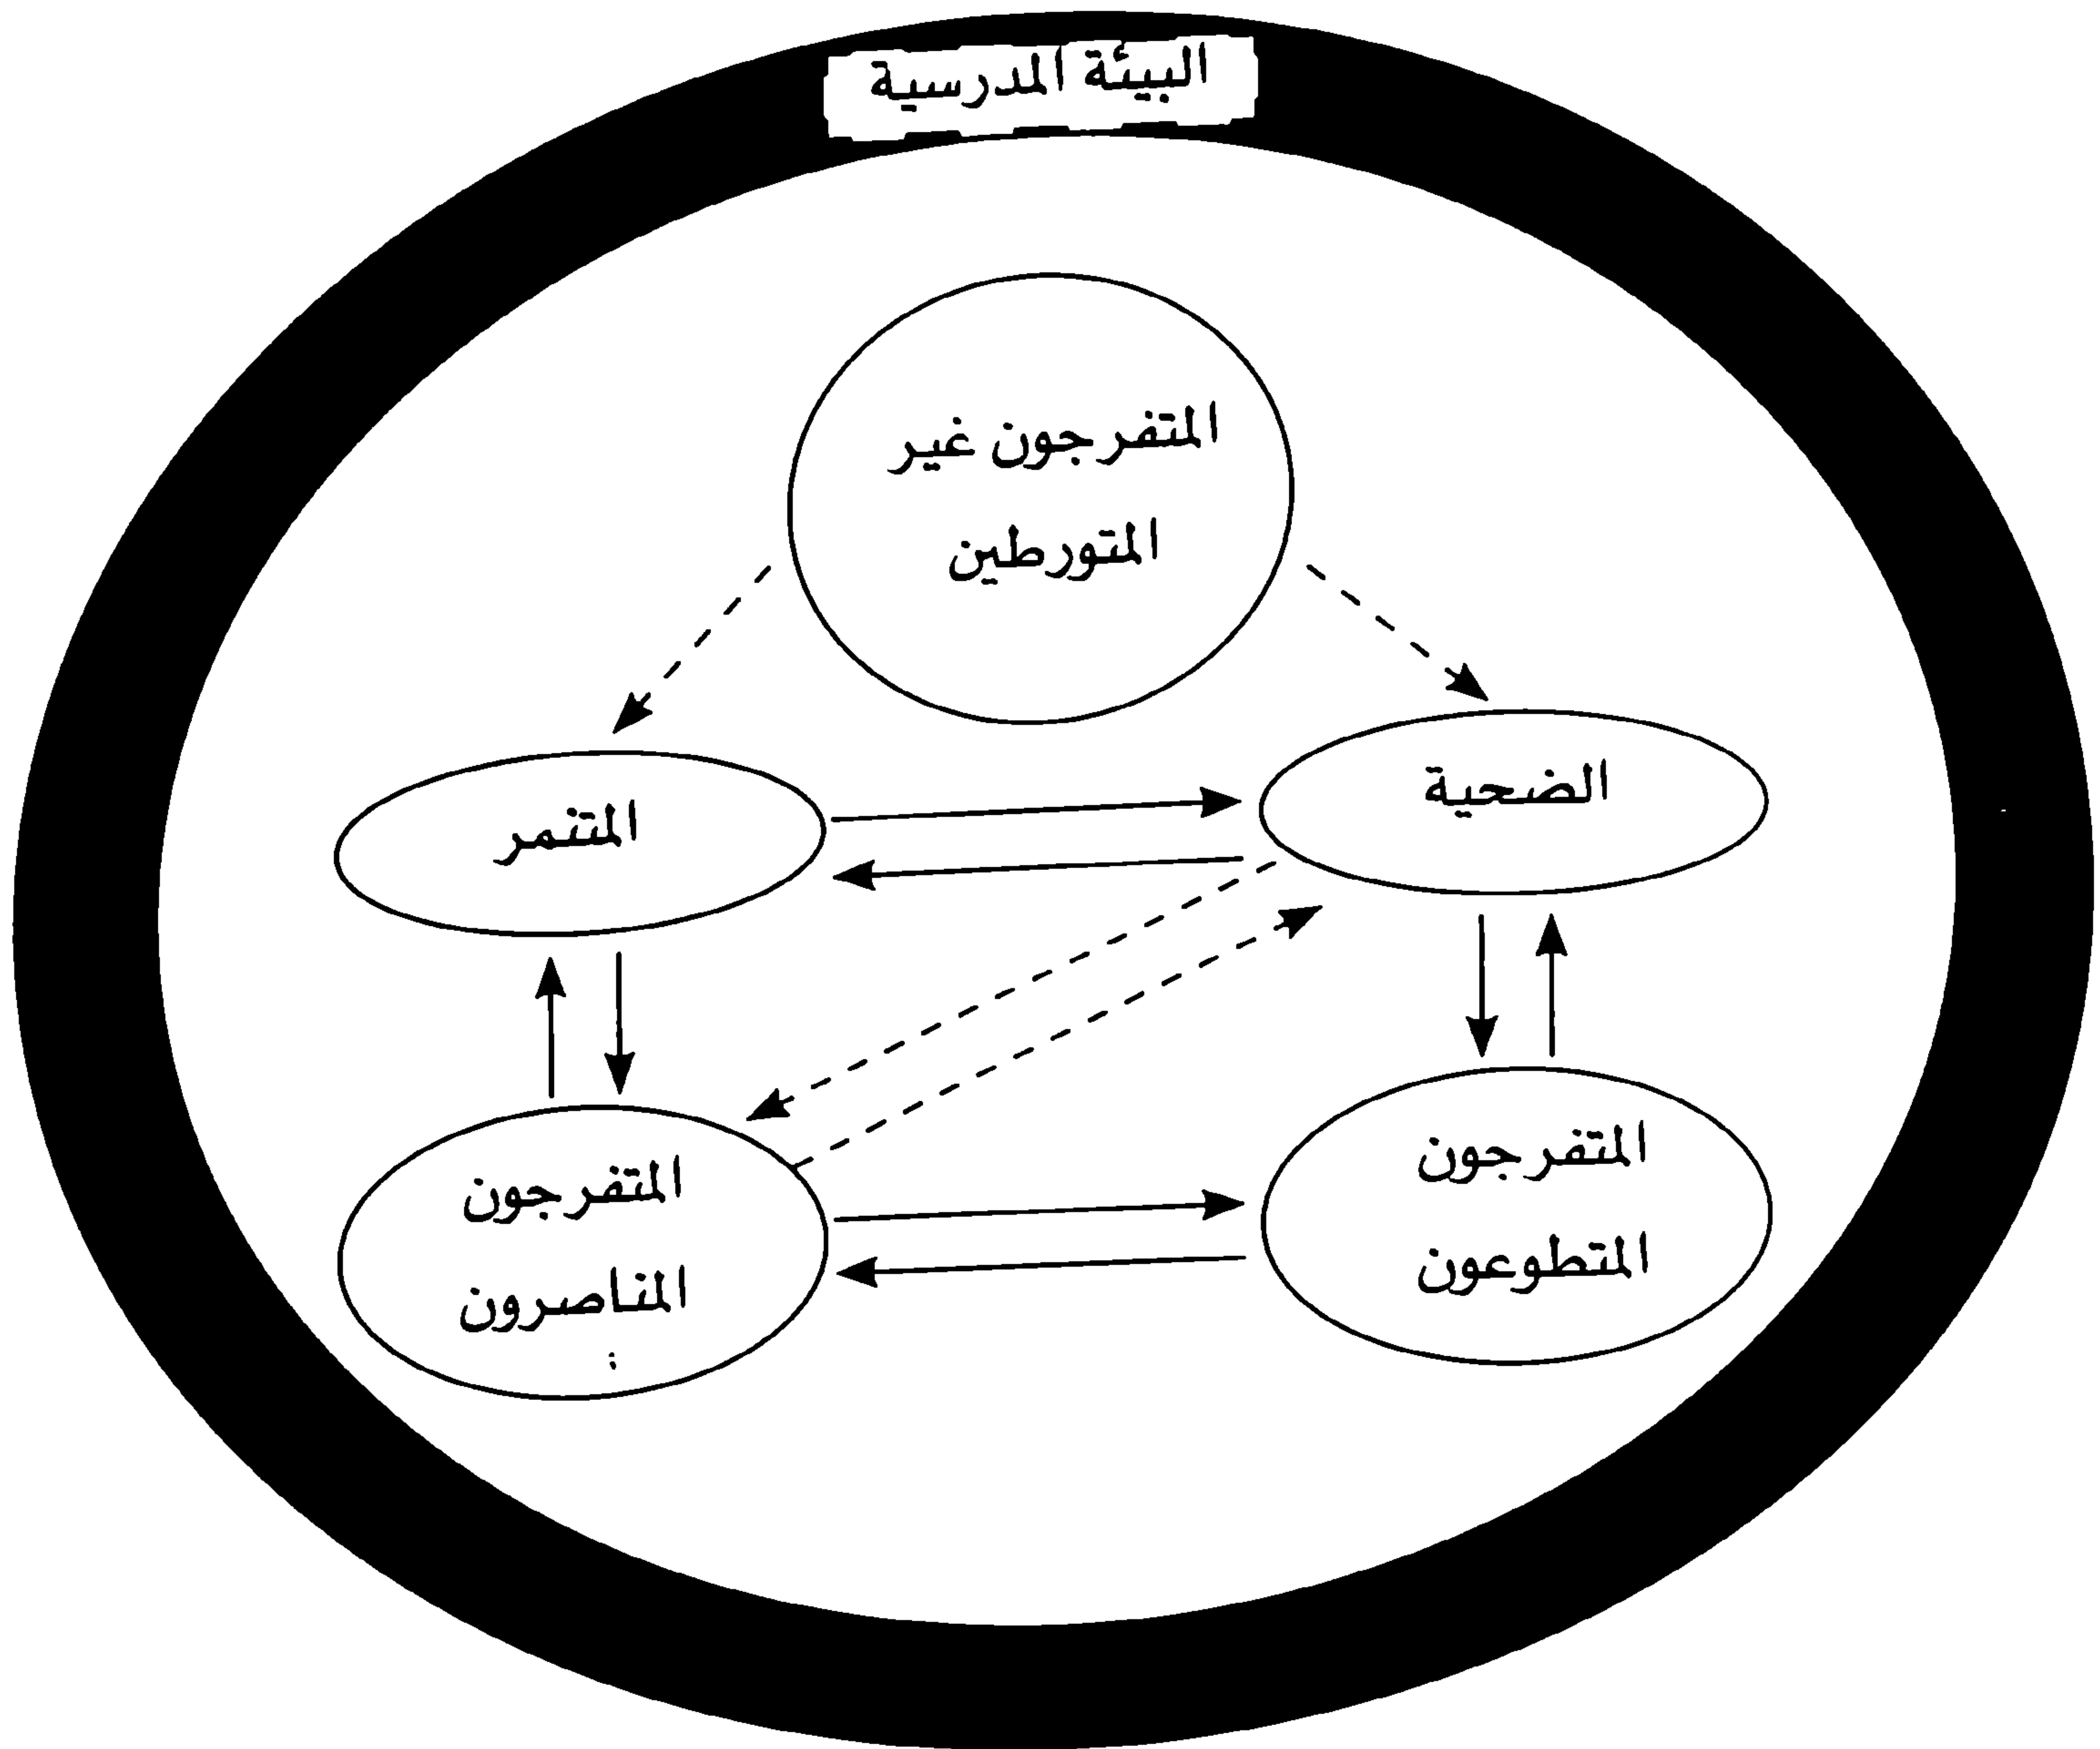 البيئة المدرسية
المتفرجون غير
المتورطين
الضحية
المتنمر
المتفرجون
المتطوعون
المتفرجون
المناصرون